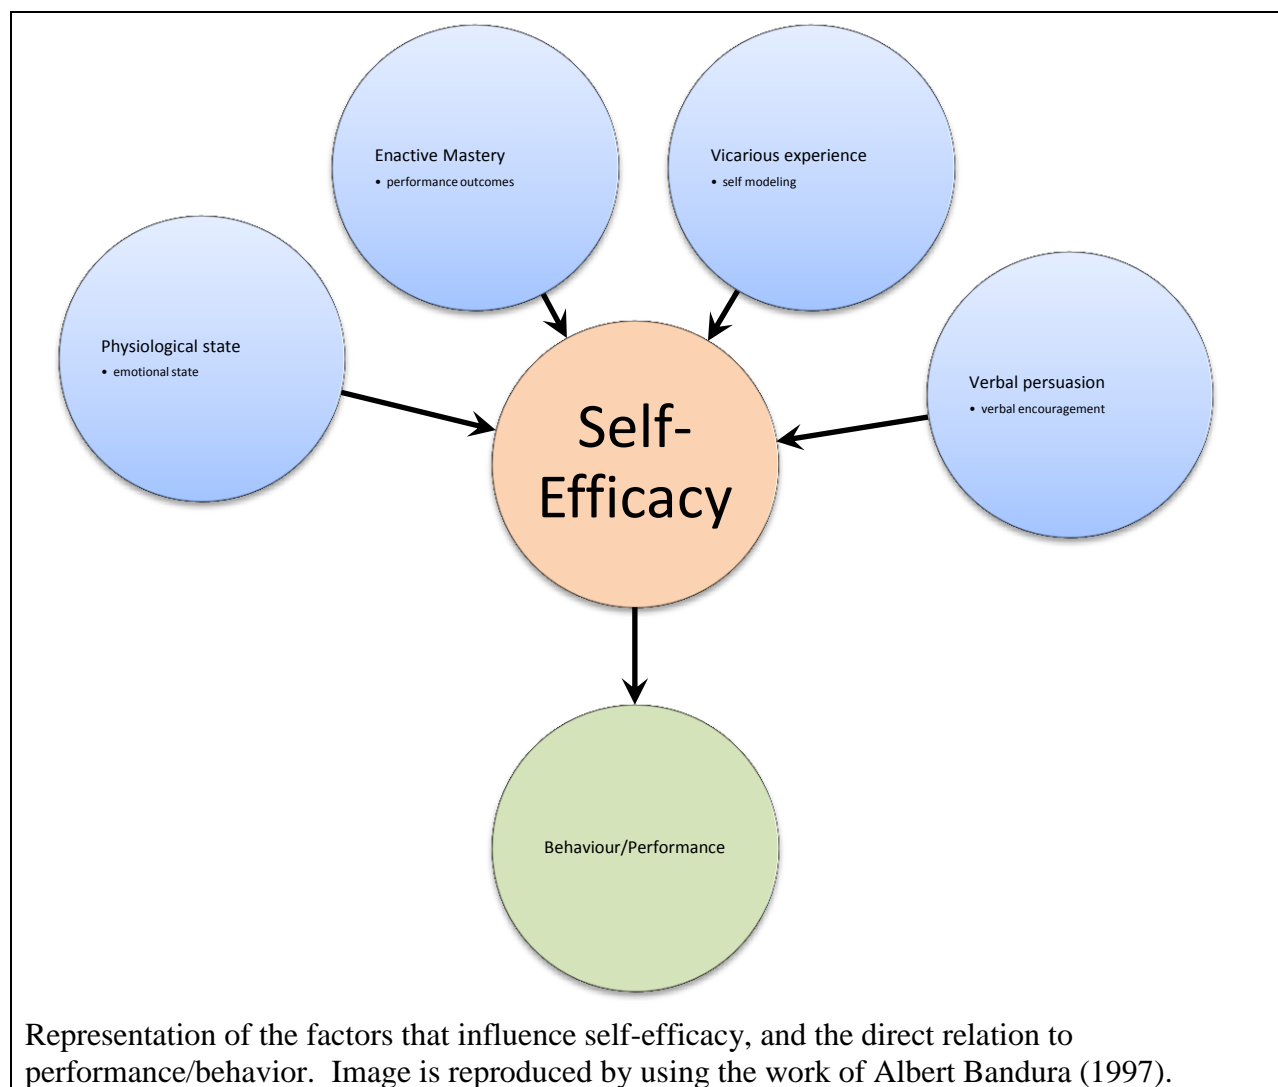 Enactive Mastery
• performance outcomes
Vicarious experience
• self modeling
Physiological state
• emotional state
Verbal persuasion
• verbal encouragement
Self-
Efficacy
Behaviour/Performance
Representation of the factors that influence self-efficacy, and the direct relation to
performance/behavior.  Image is reproduced by using the work of Albert Bandura (1997).